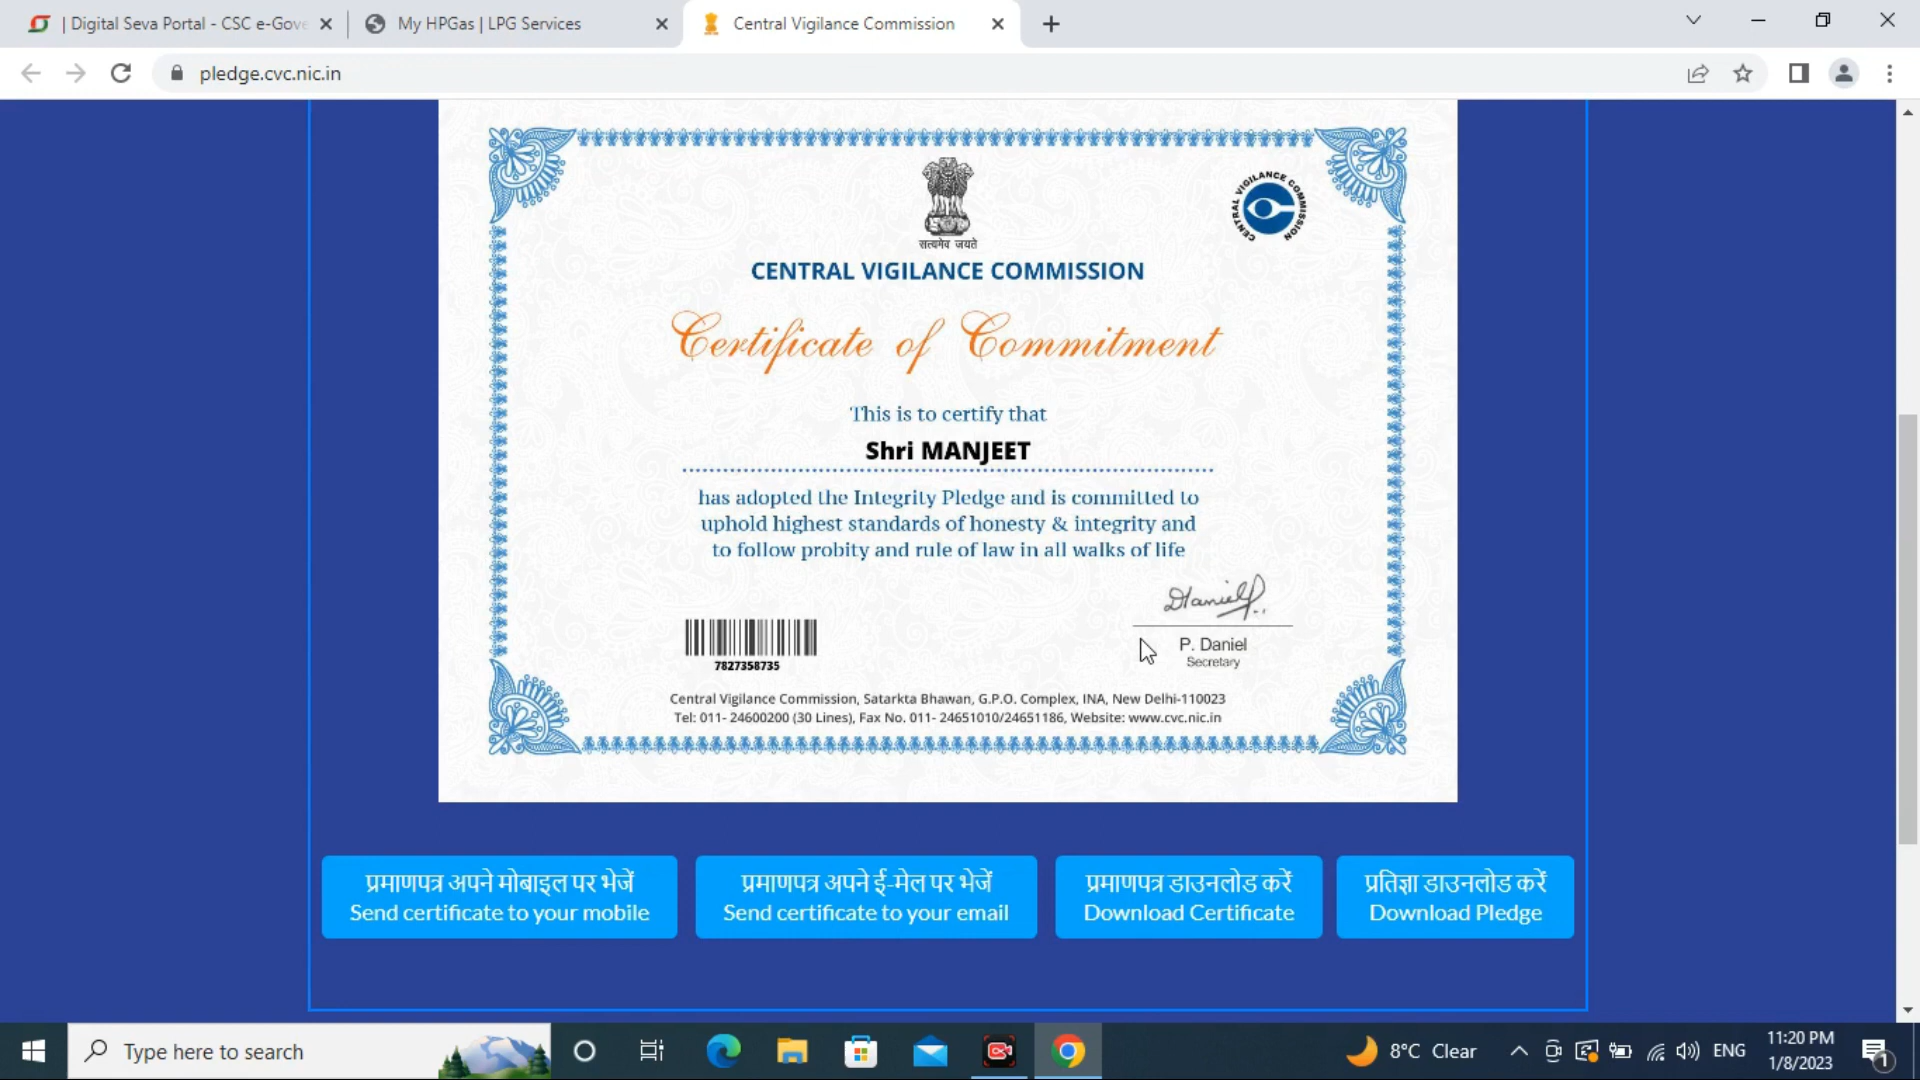 | Digital Seva Portal - CSC e-Gove
My HPGas | LPG Services
Central Vigilance Commission
pledge.cvc.nic.in
सत्यमेव जयते
CENTRAL VIGILANCE COMMISSION
CENTRAL VIGILANCE COMMISSION
Certificate of Commitment
This is to certify that
Shri MANJEET
has adopted the Integrity Pledge and is committed to
uphold highest standards of honesty & integrity and
to follow probity and rule of law in all walks of life
P. Daniel
Secretary
7827358735
Central Vigilance Commission, Satarkta Bhawan, G.P.O. Complex, INA, New Delhi-110023
Tel: 011- 24600200 (30 Lines), Fax No. 011- 24651010/24651186, Website: www.cvc.nic.in
प्रमाणपत्र अपने मोबाइल पर भेजें
Send certificate to your mobile
प्रमाणपत्र अपने ई-मेल पर भेजें
Send certificate to your email
प्रमाणपत्र डाउनलोड करें
Download Certificate
प्रतिज्ञा डाउनलोड करें
Download Pledge
Type here to search
8°C Clear
ENG
11:20 PM
1/8/2023
1